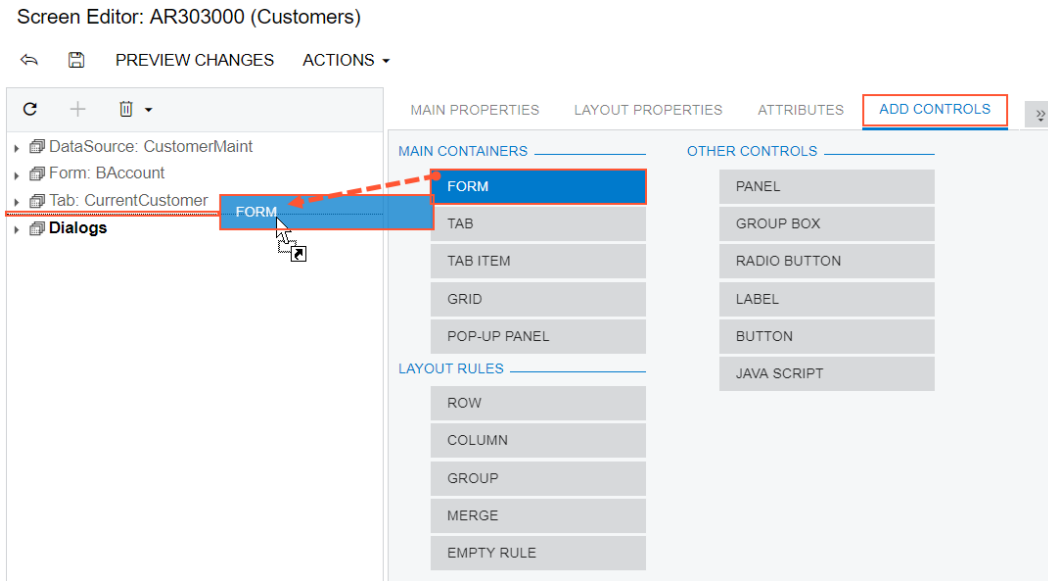 Screen Editor: AR303000 (Customers)
PREVIEW CHANGES ACTIONS
MAIN PROPERTIES LAYOUT PROPERTIES ATTRIBUTES ADD CONTROLS
DataSource: CustomerMaint
Form: BAccount
Tab: CurrentCustomer
Dialogs
FORM
MAIN CONTAINERS
FORM
TAB
TAB ITEM
GRID
POP-UP PANEL
LAYOUT RULES
ROW
COLUMN
GROUP
MERGE
EMPTY RULE
OTHER CONTROLS
PANEL
GROUP BOX
RADIO BUTTON
LABEL
BUTTON
JAVA SCRIPT